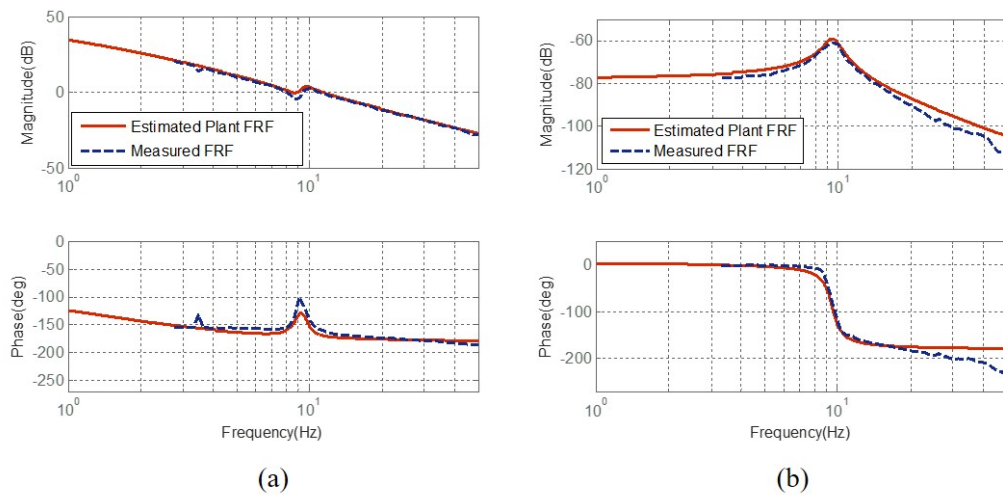 50
0
50
Magnitude(dB)
Estimated Plant FRF
Measured FRF
10^0
10^1
0
-50
-100
-150
-200
-250
Phase(deg)
10^0
10^1
Frequency(Hz)
(a)
-60
-80
-100
-120
Magnitude(dB)
Estimated Plant FRF
Measured FRF
10^0
10^1
0
-100
-200
Phase(deg)
10^0
10^1
Frequency(Hz)
(b)